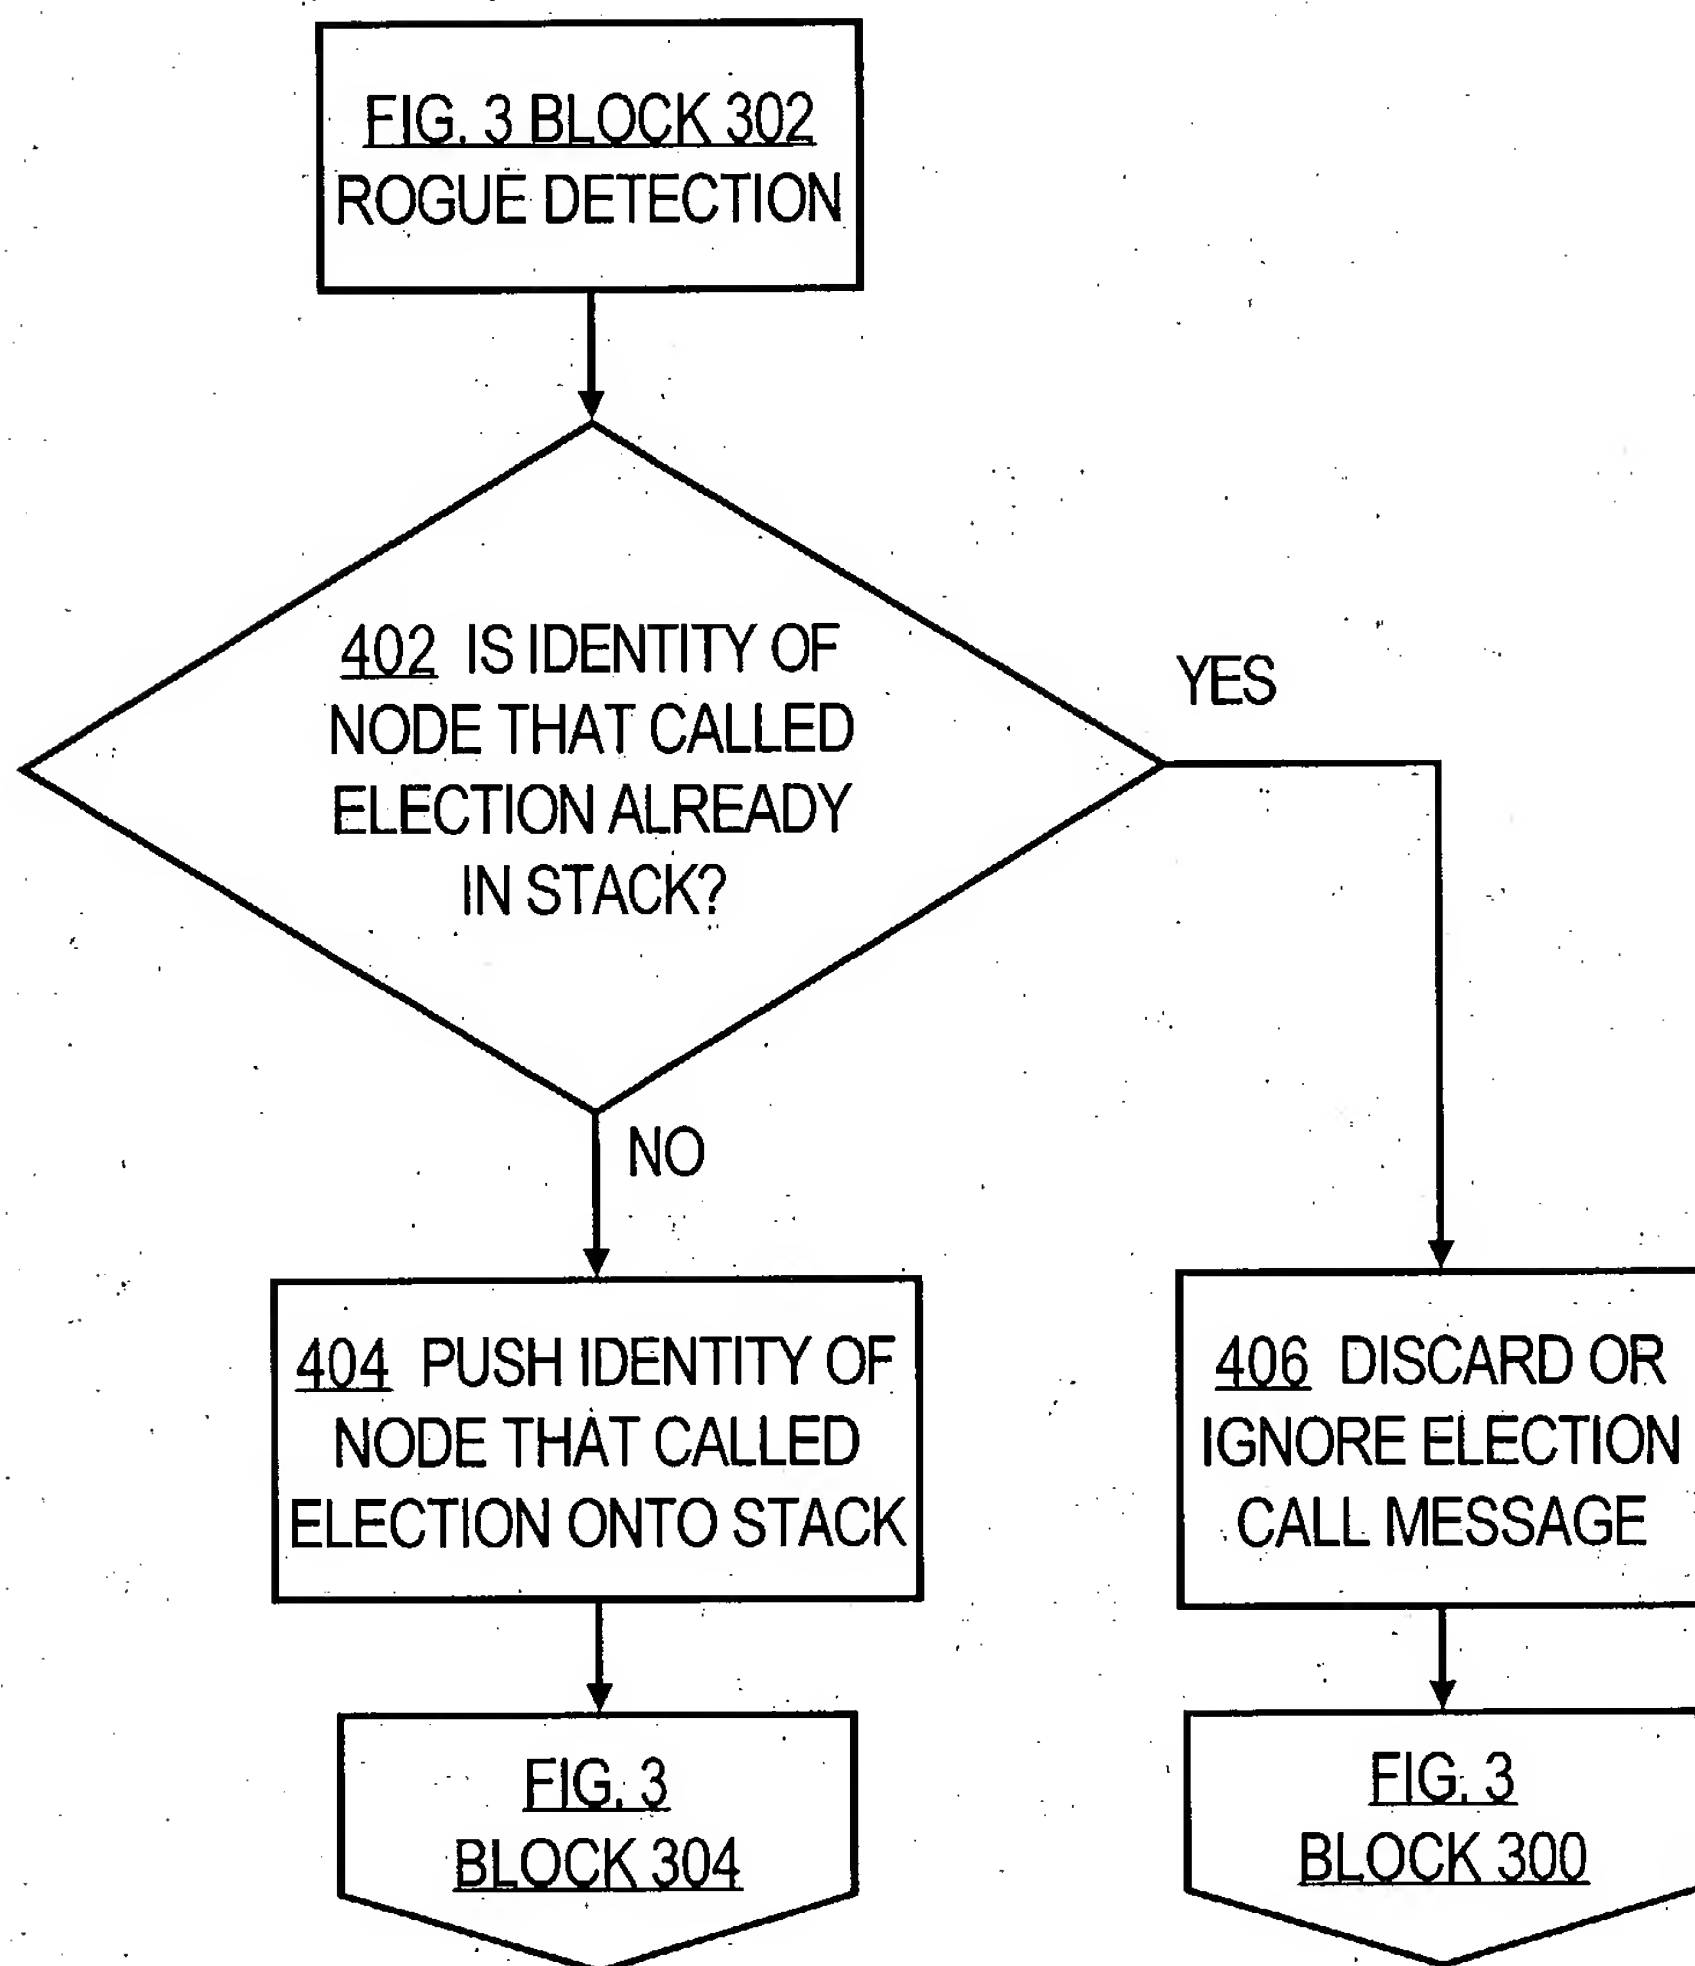 FIG. 3 BLOCK 302
ROGUE DETECTION
402 IS IDENTITY OF
NODE THAT CALLED
ELECTION ALREADY
IN STACK?
YES
NO
404 PUSH IDENTITY OF
NODE THAT CALLED
ELECTION ONTO STACK
406 DISCARD OR
IGNORE ELECTION
CALL MESSAGE
FIG. 3
BLOCK 304
FIG. 3
BLOCK 300